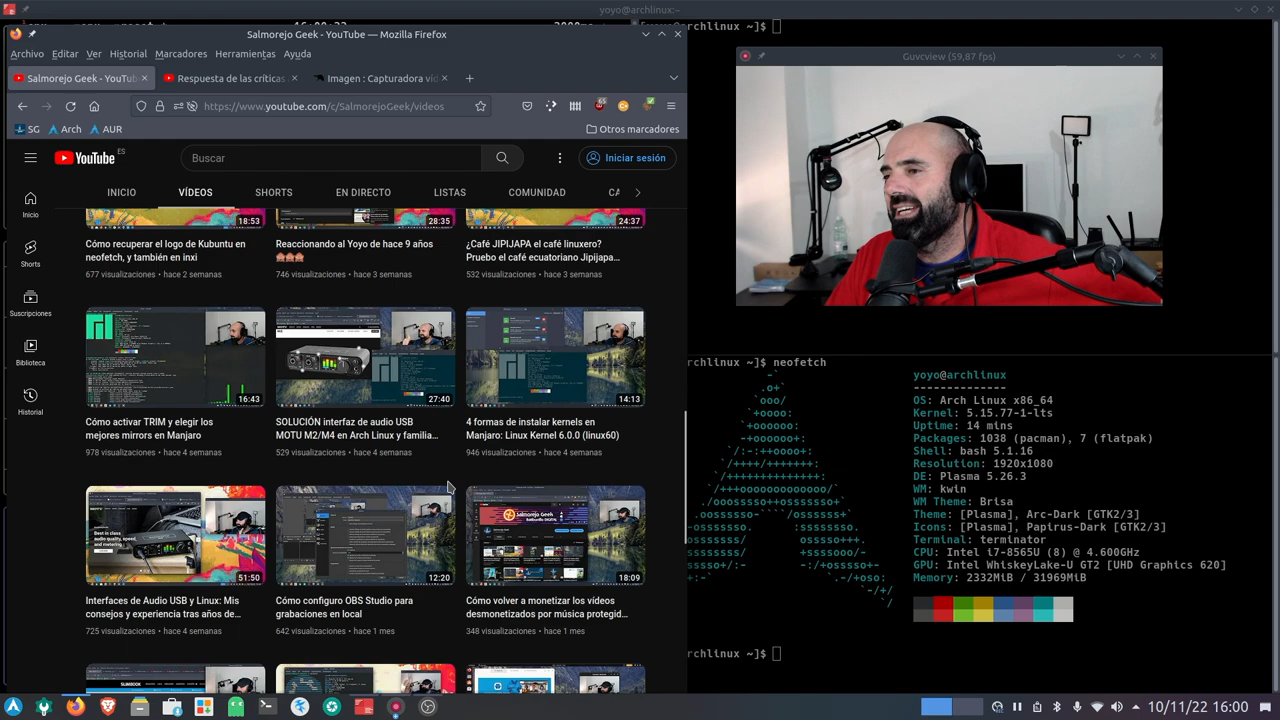 yoyo@archlinux:~
Salmorejo Geek - YouTube — Mozilla Firefox
Archivo Editar Ver Historial Marcadores Herramientas Ayuda
Salmorejo Geek - YouTub
Respuesta de las críticas
Imagen : Capturadora vi
https://www.youtube.com/c/SalmorejoGeek/videos
65
SG Arch AUR
Otros marcadores
YouTube ES
Buscar
Iniciar sesión
INICIO VÍDEOS SHORTS EN DIRECTO LISTAS COMUNIDAD CA
Inicio
Shorts
Suscripciones
Biblioteca
Historial
18:53
28:35
24:37
Cómo recuperar el logo de Kubuntu en
neofetch, y también en inxi
677 visualizaciones • hace 2 semanas
Reaccionando al Yoyo de hace 9 años
746 visualizaciones • hace 3 semanas
¿Café JIPIJAPA el café linuxero?
Pruebo el café ecuatoriano Jipijapa...
532 visualizaciones • hace 3 semanas
16:43
27:40
14:13
Cómo activar TRIM y elegir los
mejores mirrors en Manjaro
978 visualizaciones • hace 4 semanas
SOLUCIÓN interfaz de audio USB
MOTU M2/M4 en Arch Linux y familia...
529 visualizaciones • hace 4 semanas
4 formas de instalar kernels en
Manjaro: Linux Kernel 6.0.0 (linux60)
946 visualizaciones • hace 4 semanas
51:50
12:20
Salmorejo Geek
18:09
Interfaces de Audio USB y Linux: Mis
consejos y experiencia tras años de...
725 visualizaciones • hace 4 semanas
Cómo configuro OBS Studio para
grabaciones en local
642 visualizaciones • hace 1 mes
Cómo volver a monetizar los vídeos
desmonetizados por música protegid...
348 visualizaciones • hace 1 mes
archlinux ~]$
Guvcview (59,87 fps)
archlinux ~]$ neofetch
yoyo@archlinux
--------------
OS: Arch Linux x86_64
Kernel: 5.15.77-1-lts
Uptime: 14 mins
Packages: 1038 (pacman), 7 (flatpak)
Shell: bash 5.1.16
Resolution: 1920x1080
DE: Plasma 5.26.3
WM: kwin
WM Theme: Brisa
Theme: [Plasma], Arc-Dark [GTK2/3]
Icons: [Plasma], Papirus-Dark [GTK2/3]
Terminal: terminator
CPU: Intel i7-8565U (8) @ 4.600GHz
GPU: Intel WhiskeyLake-U GT2 [UHD Graphics 620]
Memory: 2332MiB / 31969MiB
archlinux ~]$
10/11/22 16:00